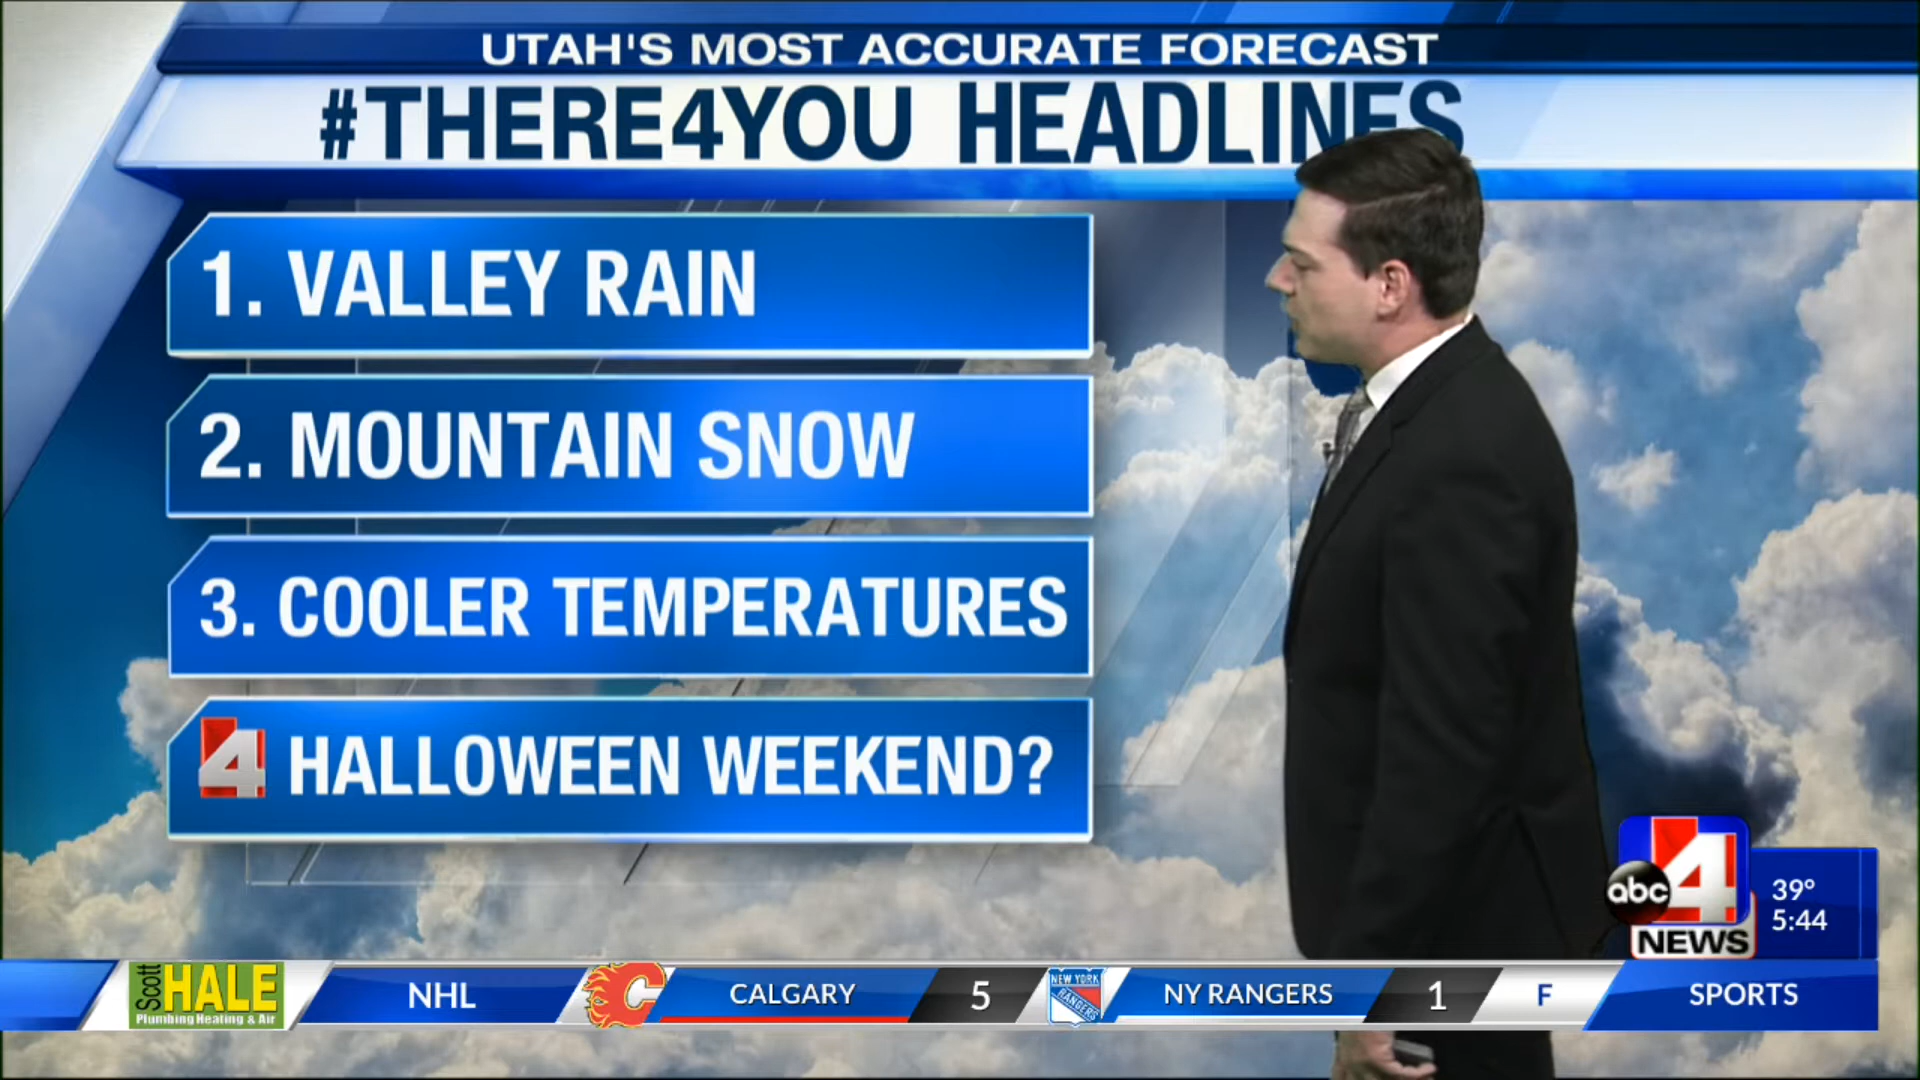 UTAH'S MOST ACCURATE FORECAST
#THERE4YOU HEADLINES
1. VALLEY RAIN
2. MOUNTAIN SNOW
3. COOLER TEMPERATURES
4 HALLOWEEN WEEKEND?
abc 4 NEWS
39°
5:44
Scott HALE
Plumbing Heating & Air
NHL
C
CALGARY
5
NEW YORK
RANGERS
NY RANGERS
1
F
SPORTS